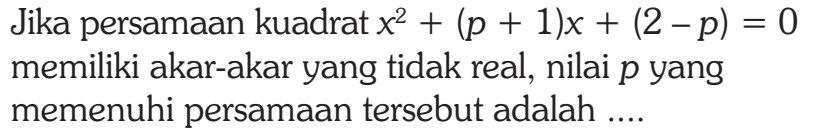 Jika persamaan kuadrat x² + (p + 1)x + (2 – p) = 0
memiliki akar-akar yang tidak real, nilai p yang
memenuhi persamaan tersebut adalah ....